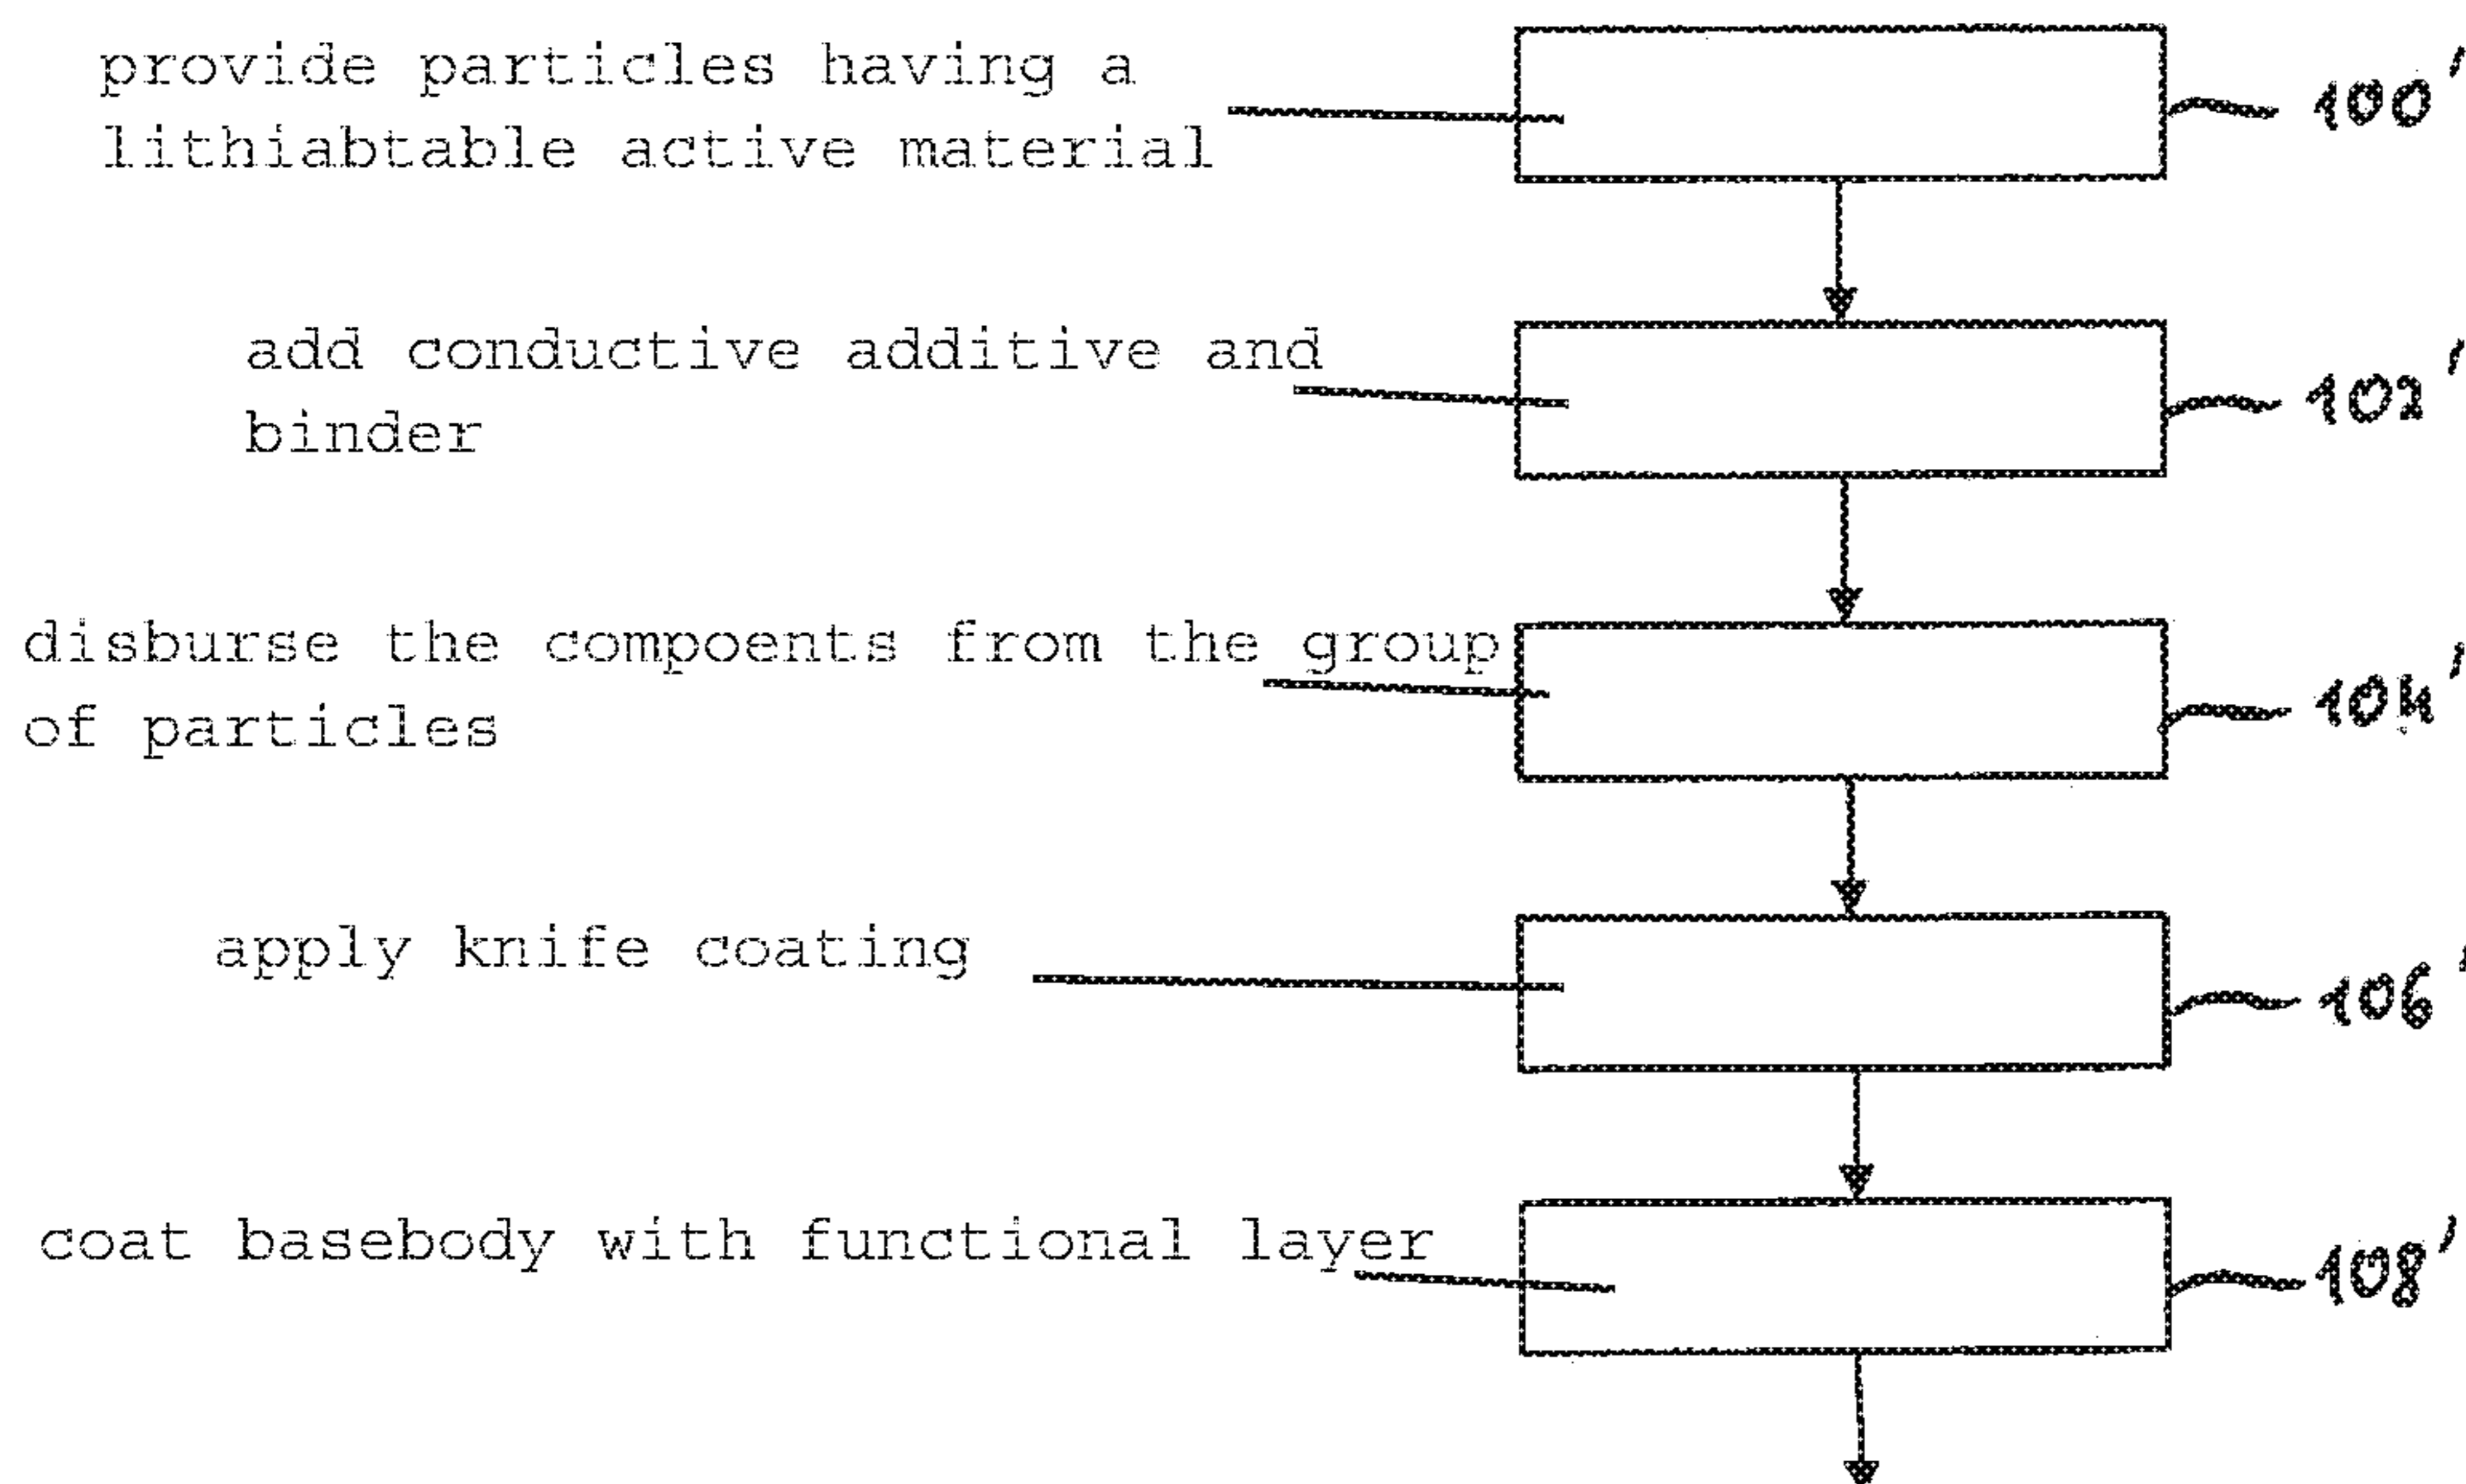 provide particles having a
lithiabtable active material
100'
add conductive additive and
binder
102'
disburse the compoents from the group
of particles
104'
apply knife coating
106'
coat basebody with functional layer
108'